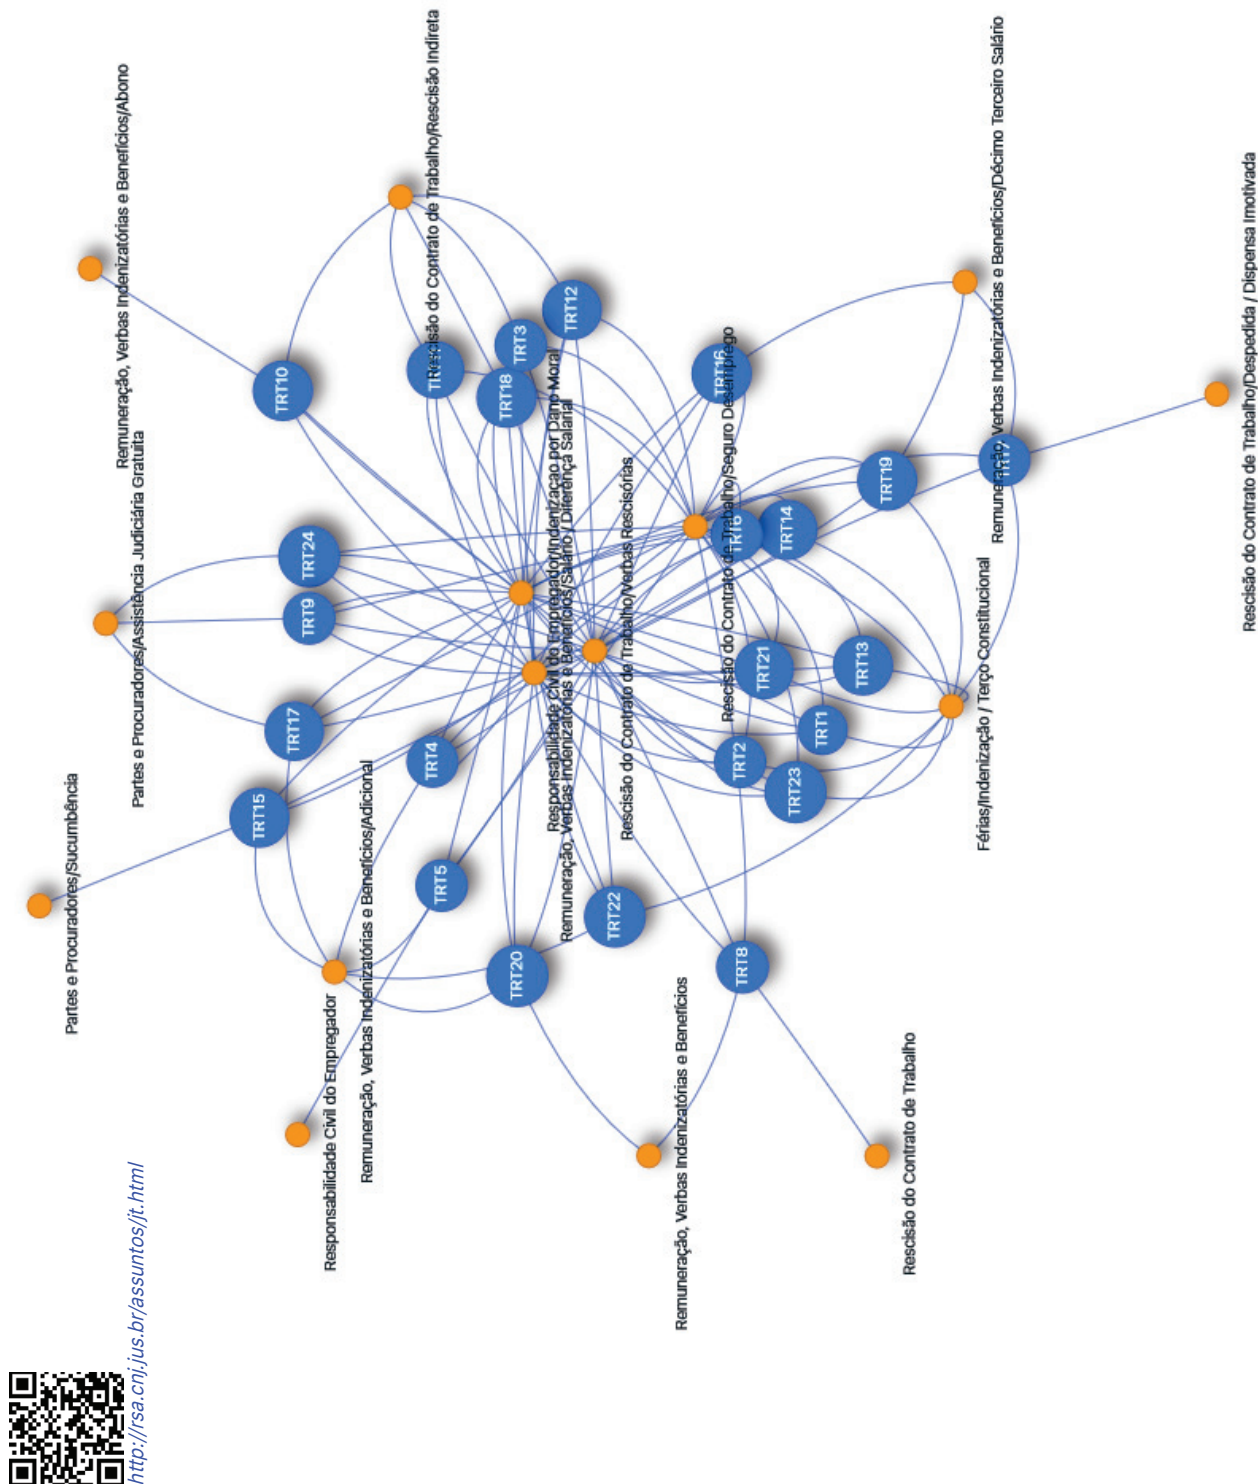 http://rsa.cnj.jus.br/assuntos/jt.html
Partes e Procuradores/Sucumbência
Partes e Procuradores/Assistência Judiciária Gratuita
Remuneração, Verbas Indenizatórias e Benefícios/Abono
Responsabilidade Civil do Empregador
Remuneração, Verbas Indenizatórias e Benefícios/Adicional
Rescisão do Contrato de Trabalho/Rescisão Indireta
Responsabilidade Civil do Empregador/Indenização por Dano Moral
Remuneração, Verbas Indenizatórias e Benefícios/Salário / Diferença Salarial
Rescisão do Contrato de Trabalho/Verbas Rescisórias
Remuneração, Verbas Indenizatórias e Benefícios
Rescisão do Contrato de Trabalho/Seguro Desemprego
Rescisão do Contrato de Trabalho
Férias/Indenização / Terço Constitucional
Remuneração, Verbas Indenizatórias e Benefícios/Décimo Terceiro Salário
Rescisão do Contrato de Trabalho/Despedida / Dispensa Imotivada
TRT15
TRT17
TRT9
TRT24
TRT10
TRT5
TRT4
TRT18
TRT3
TRT12
TRT20
TRT22
TRT8
TRT2
TRT23
TRT1
TRT21
TRT13
TRT6
TRT14
TRT16
TRT19
TRT7